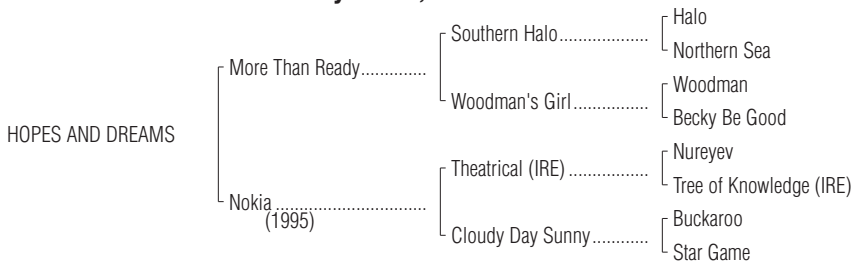 Halo
Southern Halo....................
Northern Sea
More Than Ready..............
Woodman
Woodman's Girl.................
Becky Be Good
HOPES AND DREAMS
Nureyev
Theatrical (IRE) ..................
Tree of Knowledge (IRE)
Nokia ................................
(1995)
Buckaroo
Cloudy Day Sunny............
Star Game